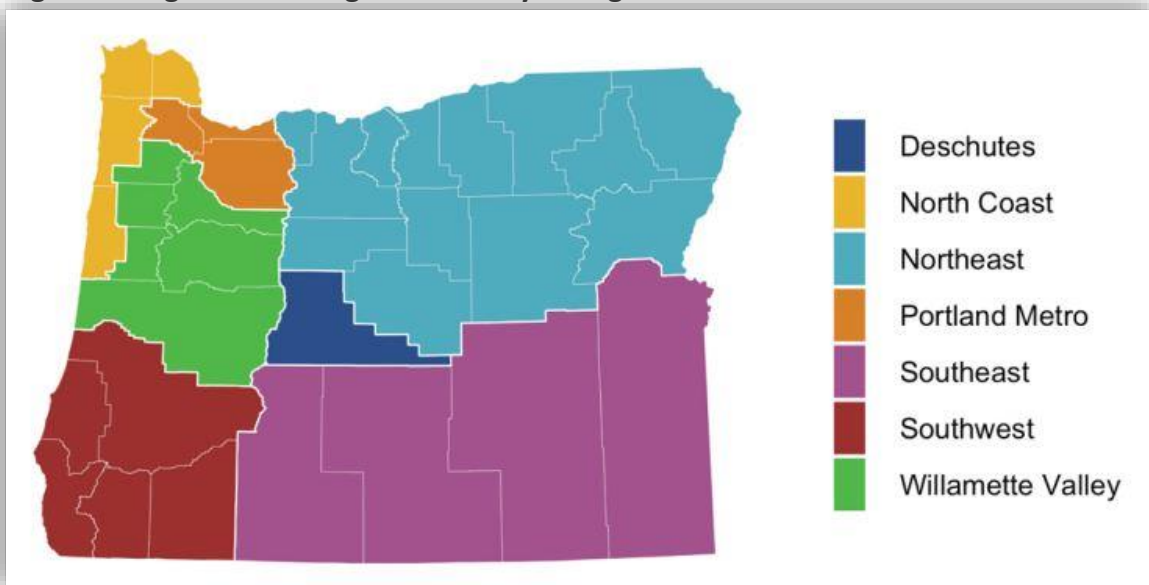 Deschutes
North Coast
Northeast
Portland Metro
Southeast
Southwest
Willamette Valley